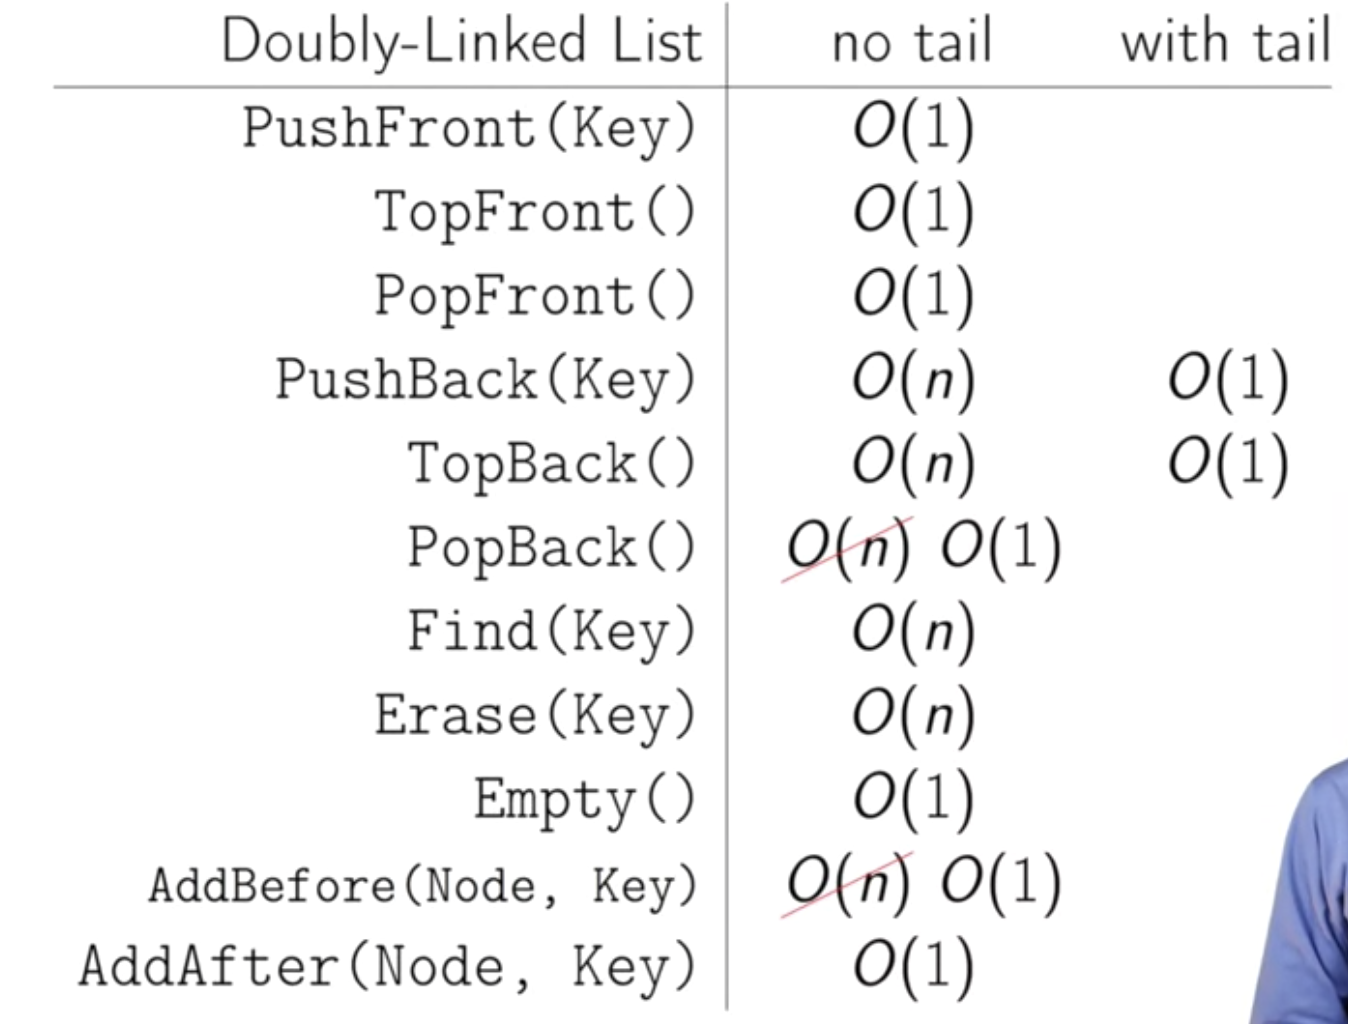 Doubly-Linked List no tail with tail
PushFront(Key) O(1)
TopFront() O(1)
PopFront() O(1)
PushBack(Key) O(n) O(1)
TopBack() O(n) O(1)
PopBack() O(n) O(1)
Find(Key) O(n)
Erase(Key) O(n)
Empty() O(1)
AddBefore(Node, Key) O(n) O(1)
AddAfter(Node, Key) O(1)